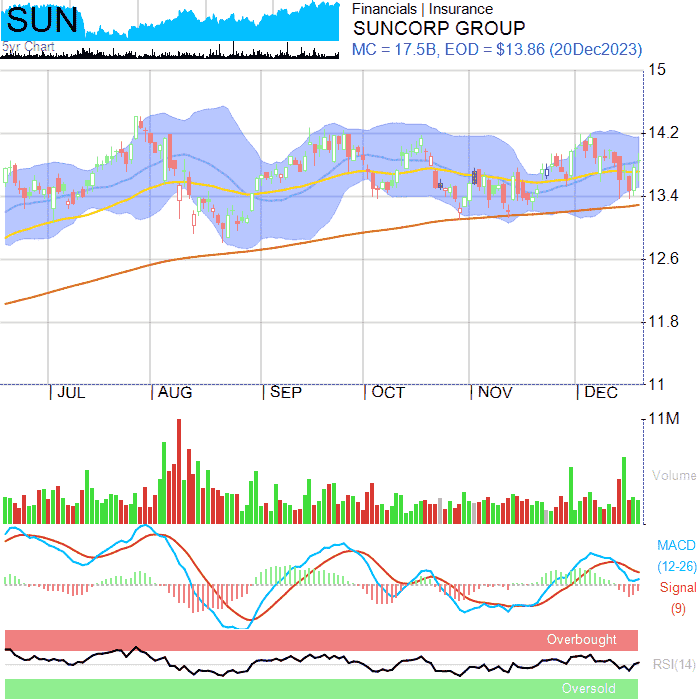 SUN
5yr Chart
Financials | Insurance
SUNCORP GROUP
MC = 17.5B, EOD = $13.86 (20Dec2023)
15
14.2
13.4
12.6
11.8
11
JUL AUG SEP OCT NOV DEC
11M
Volume
MACD
(12-26)
Signal
(9)
Overbought
RSI(14)
Oversold